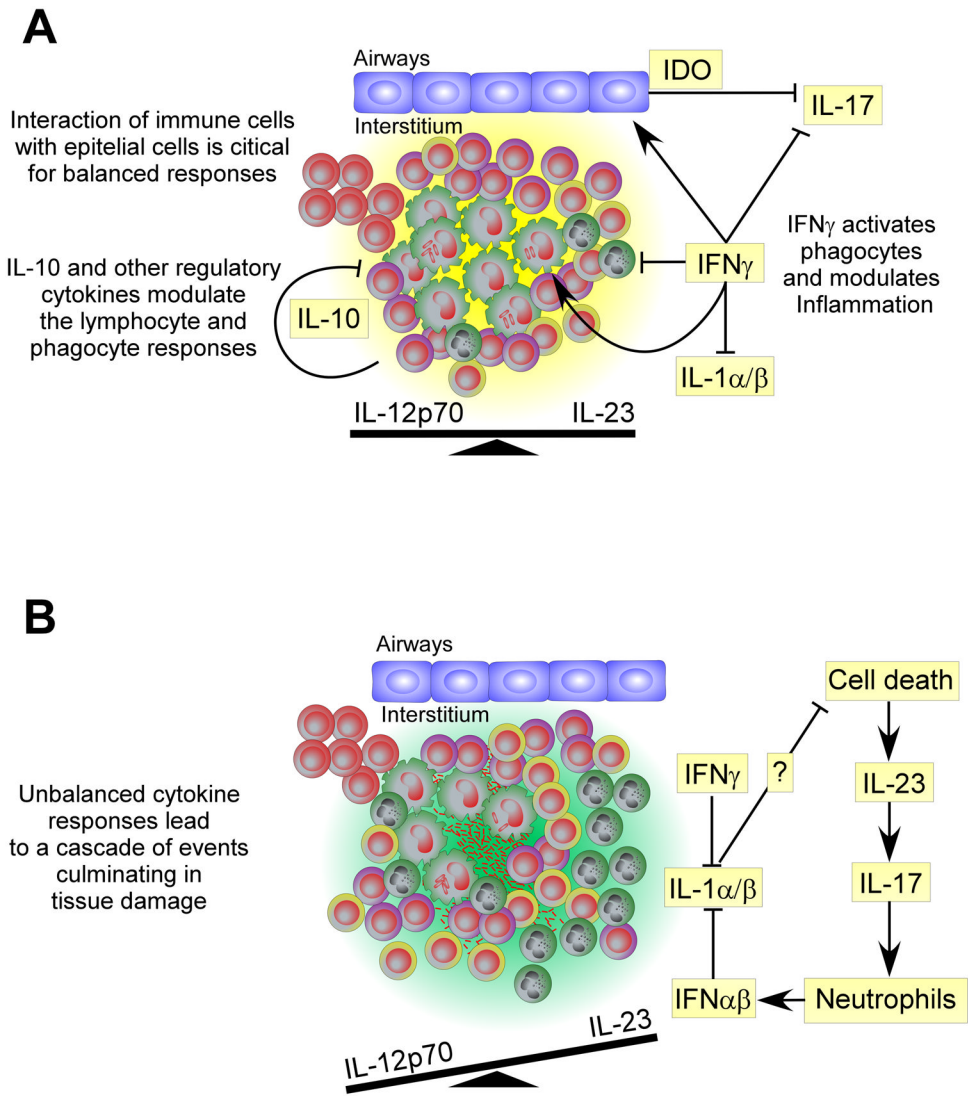 A
Airways
IDO
IL-17
Interstitium
Interaction of immune cells
with epitelial cells is citical
for balanced responses
IFNγ activates
phagocytes
and modulates
Inflammation
IFNγ
IL-10 and other regulatory
cytokines modulate
the lymphocyte and
phagocyte responses
IL-10
IL-1α/β
IL-12p70
IL-23
B
Airways
Interstitium
Cell death
IFNγ
?
IL-23
Unbalanced cytokine
responses lead
to a cascade of events
culminating in
tissue damage
IL-1α/β
IL-17
IFNαβ
Neutrophils
IL-12p70
IL-23